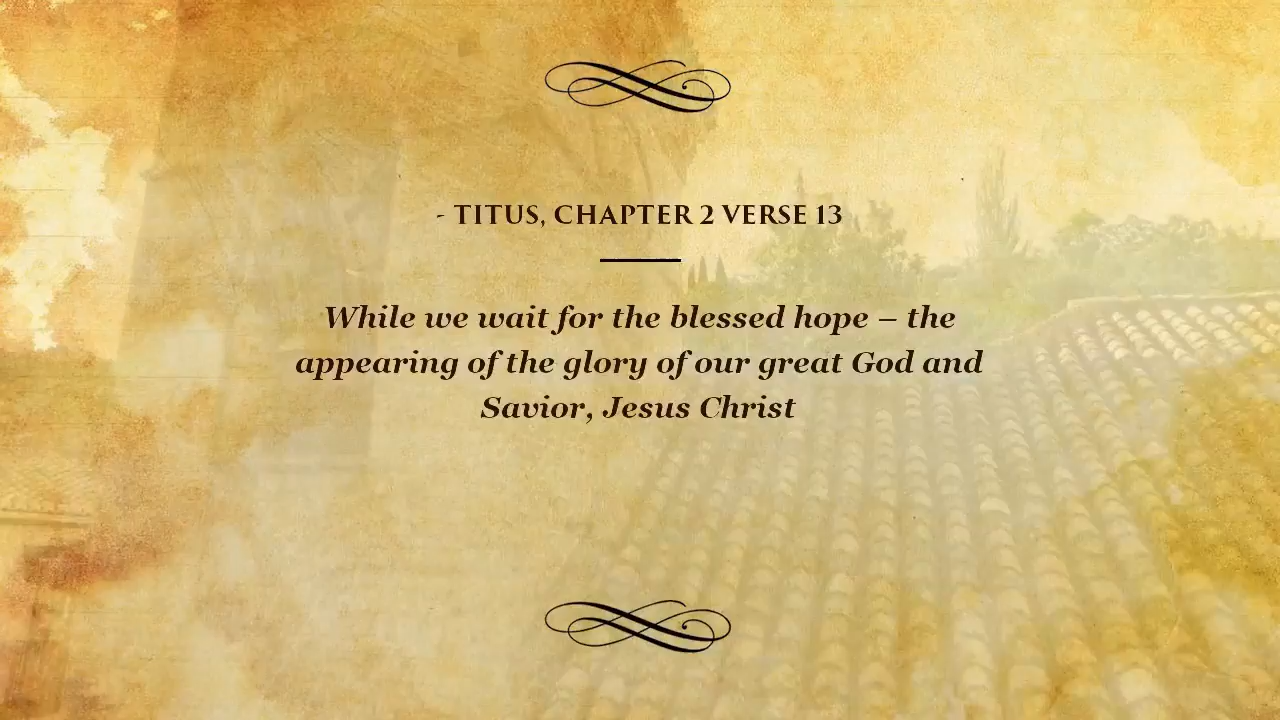 - TITUS, CHAPTER 2 VERSE 13
While we wait for the blessed hope – the
appearing of the glory of our great God and
Savior, Jesus Christ